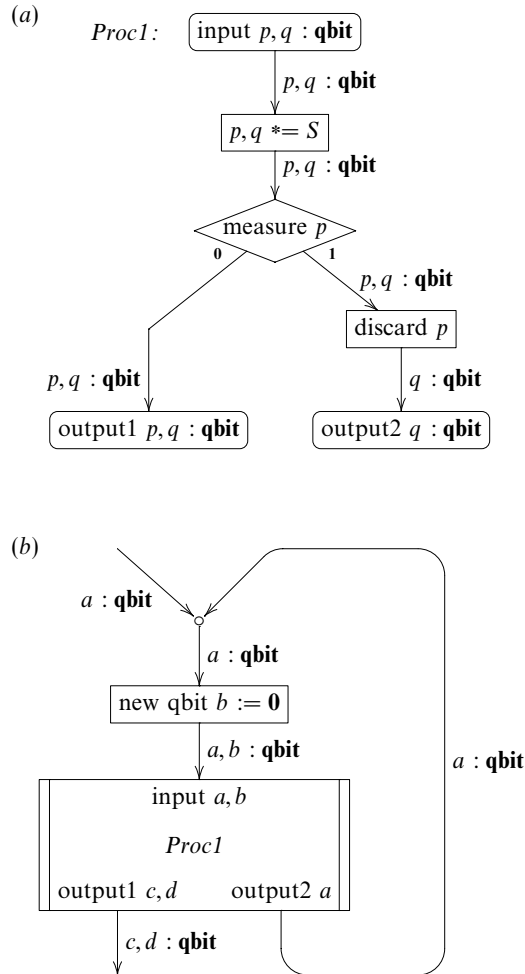 (a)
Proc1: input p, q : qbit
p, q : qbit
p, q *= S
p, q : qbit
measure p
0 1
p, q : qbit
discard p
p, q : qbit q : qbit
output1 p, q : qbit output2 q : qbit
(b)
a : qbit
a : qbit
new qbit b := 0
a, b : qbit a : qbit
input a, b
Proc1
output1 c, d output2 a
c, d : qbit